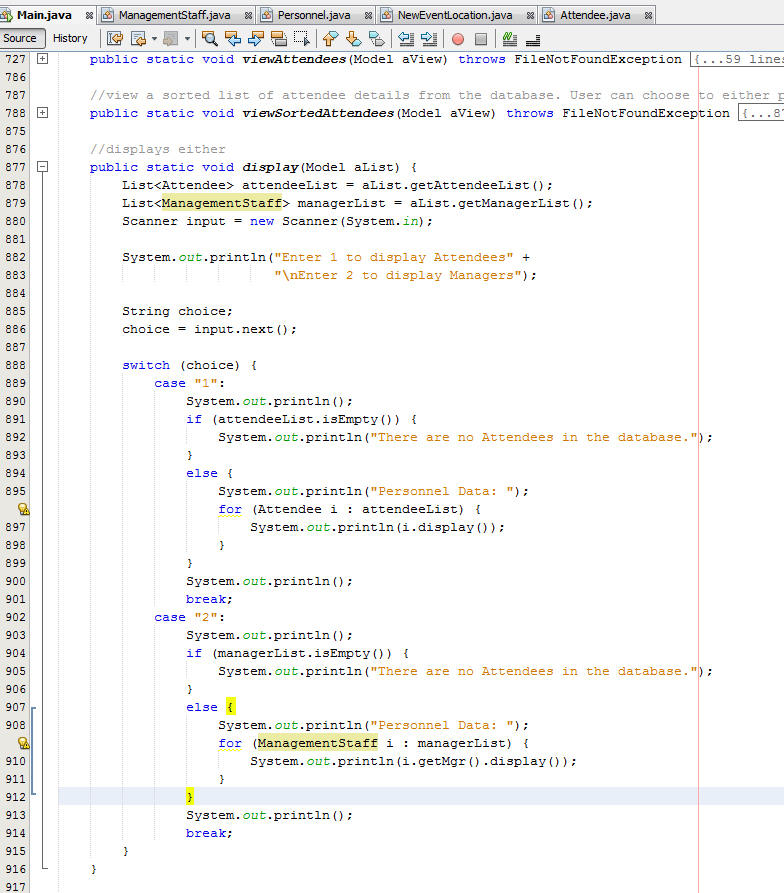 Main.java ManagementStaff.java Personnel.java NewEventLocation.java Attendee.java
Source History
727 public static void viewAttendees(Model aView) throws FileNotFoundException {...59 lines
786
787 //view a sorted list of attendee details from the database. User can choose to either p
788 public static void viewSortedAttendees(Model aView) throws FileNotFoundException {...87
875
876 //displays either
877 public static void display(Model aList) {
878 List<Attendee> attendeeList = aList.getAttendeeList();
879 List<ManagementStaff> managerList = aList.getManagerList();
880 Scanner input = new Scanner(System.in);
881
882 System.out.println("Enter 1 to display Attendees" +
883 "\nEnter 2 to display Managers");
884
885 String choice;
886 choice = input.next();
887
888 switch (choice) {
889 case "1":
890 System.out.println();
891 if (attendeeList.isEmpty()) {
892 System.out.println("There are no Attendees in the database.");
893 }
894 else {
895 System.out.println("Personnel Data: ");
for (Attendee i : attendeeList) {
897 System.out.println(i.display());
898 }
899 }
900 System.out.println();
901 break;
902 case "2":
903 System.out.println();
904 if (managerList.isEmpty()) {
905 System.out.println("There are no Attendees in the database.");
906 }
907 else {
908 System.out.println("Personnel Data: ");
for (ManagementStaff i : managerList) {
910 System.out.println(i.getMgr().display());
911 }
912 }
913 System.out.println();
914 break;
915 }
916 }
917